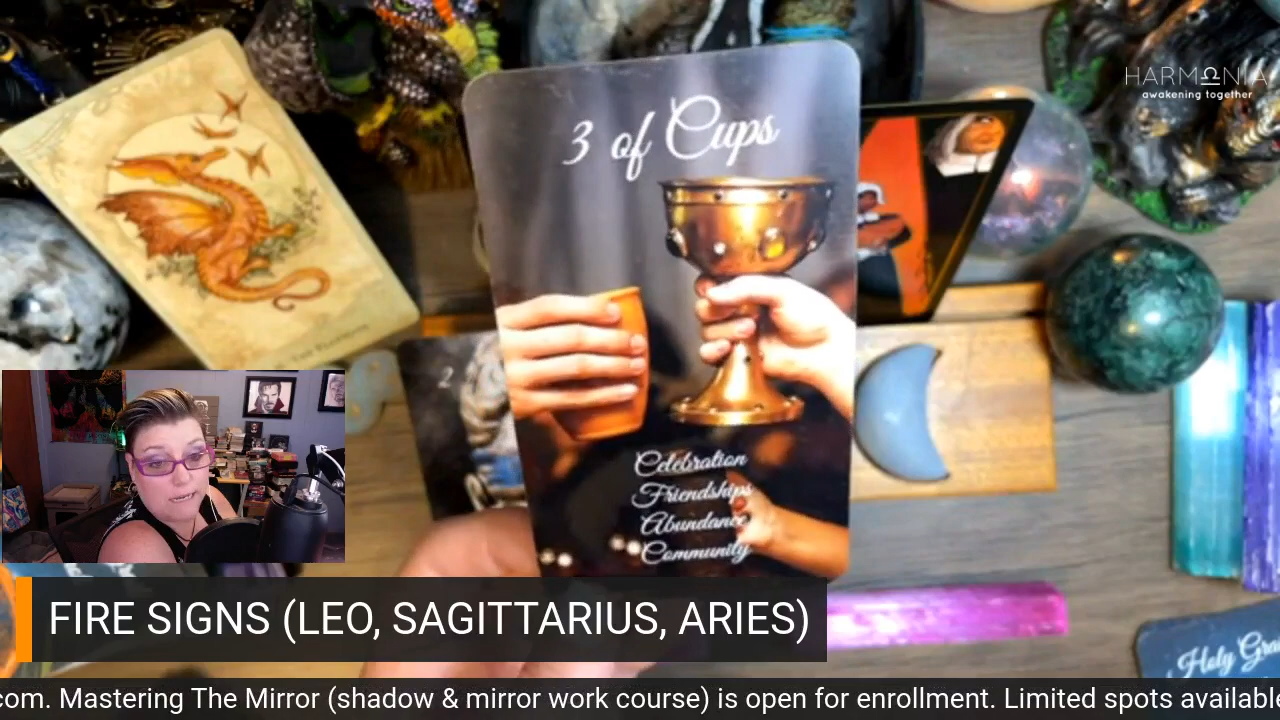 HARMONIA
awakening together
3 of Cups
2
Celebration
Friendships
Abundance
Community
FIRE SIGNS (LEO, SAGITTARIUS, ARIES)
Holy
com. Mastering The Mirror (shadow & mirror work course) is open for enrollment. Limited spots available